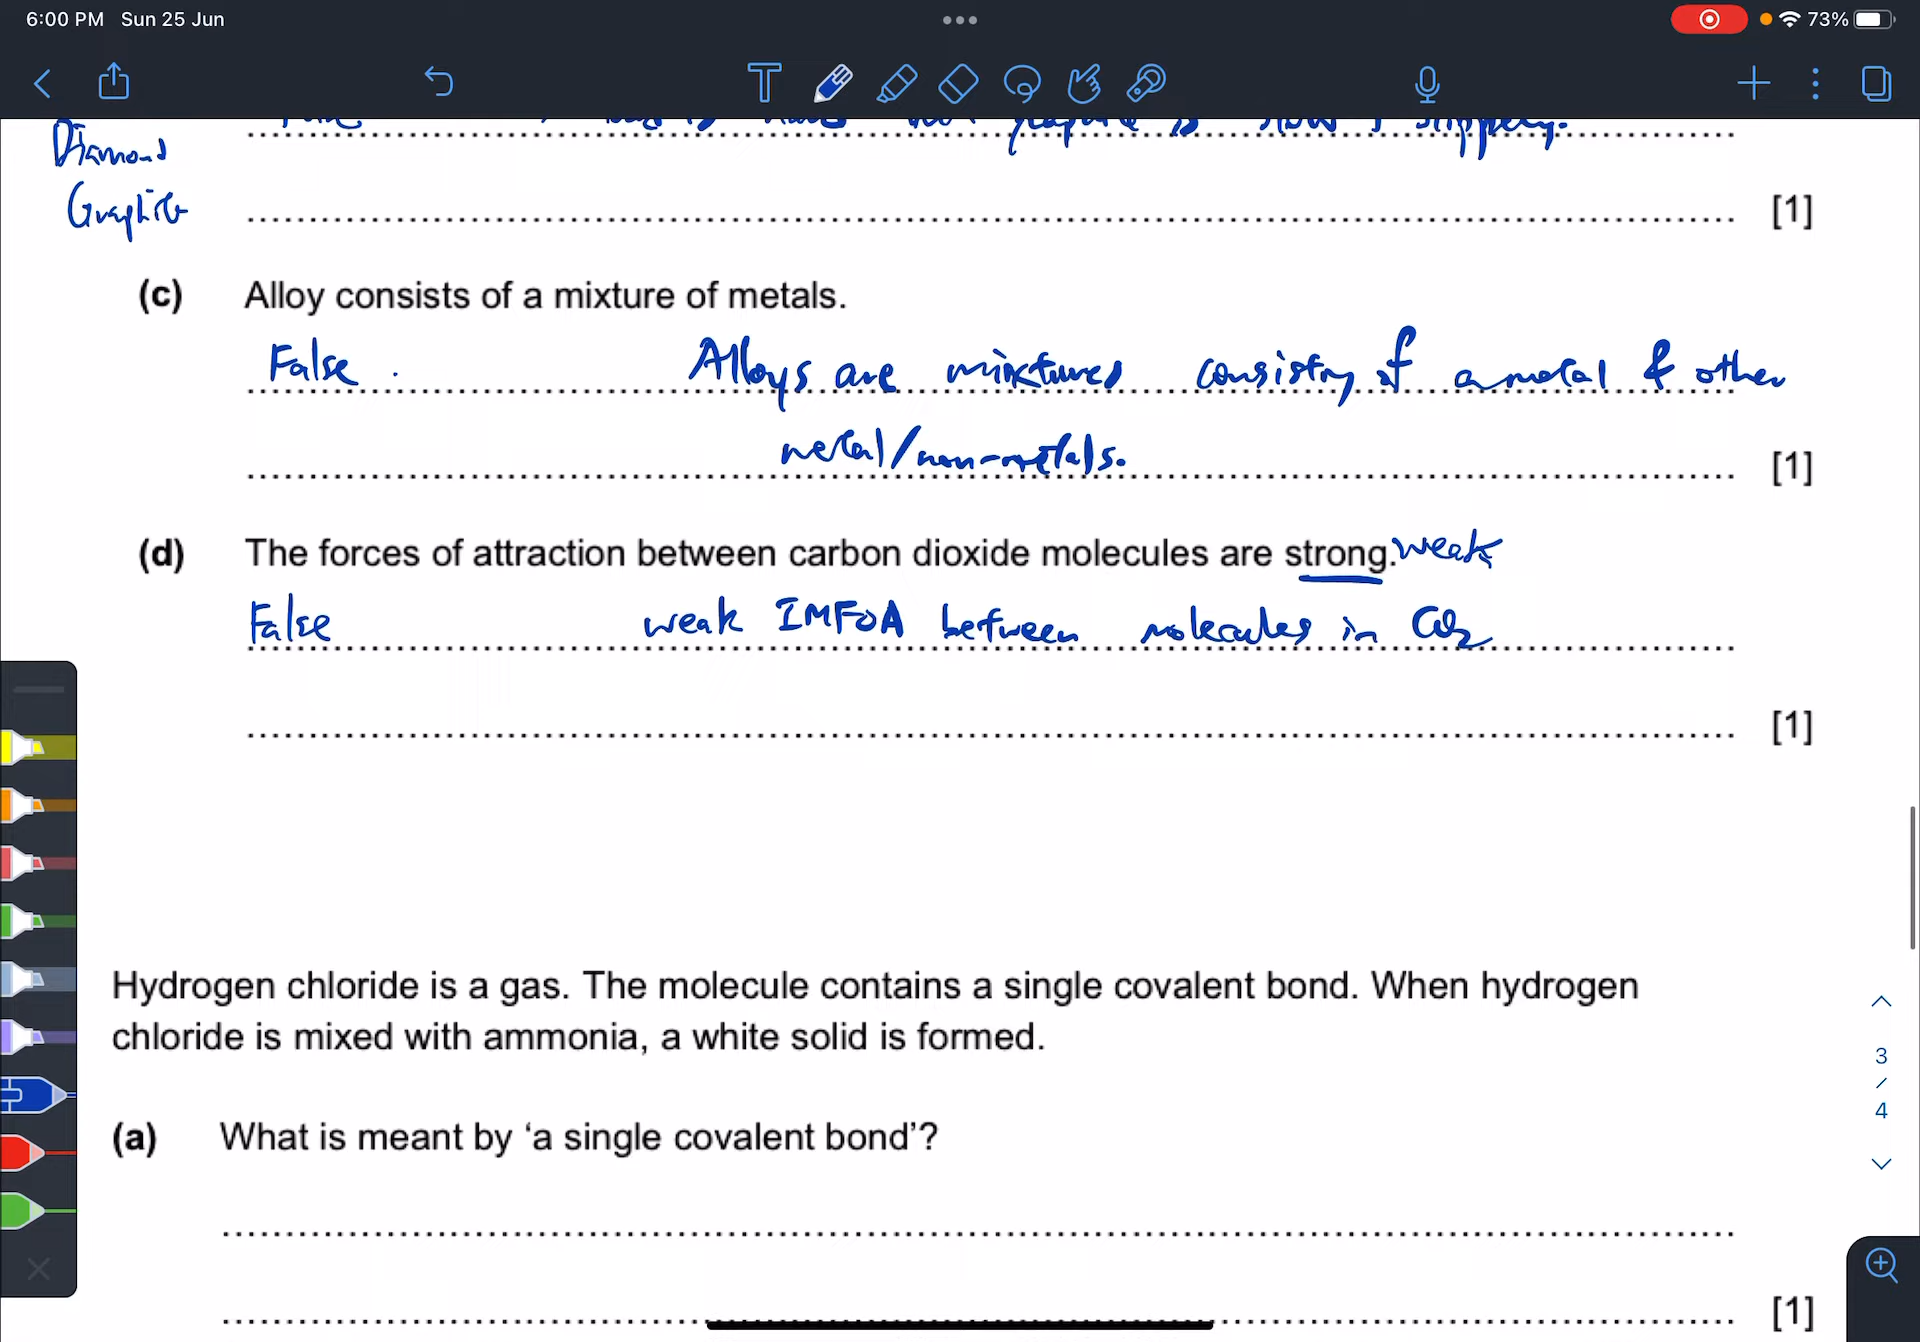 6:00 PM Sun 25 Jun
73%
Diamond
is slippery.
Graphite
[1]
(c) Alloy consists of a mixture of metals.
False. Alloys are mixtures consisting of a metal & other
metal/non-metals. [1]
(d) The forces of attraction between carbon dioxide molecules are strong. weak
False weak IMFOA between molecules in CO2
[1]
Hydrogen chloride is a gas. The molecule contains a single covalent bond. When hydrogen
chloride is mixed with ammonia, a white solid is formed.
3
/
4
(a) What is meant by ‘a single covalent bond’?
[1]